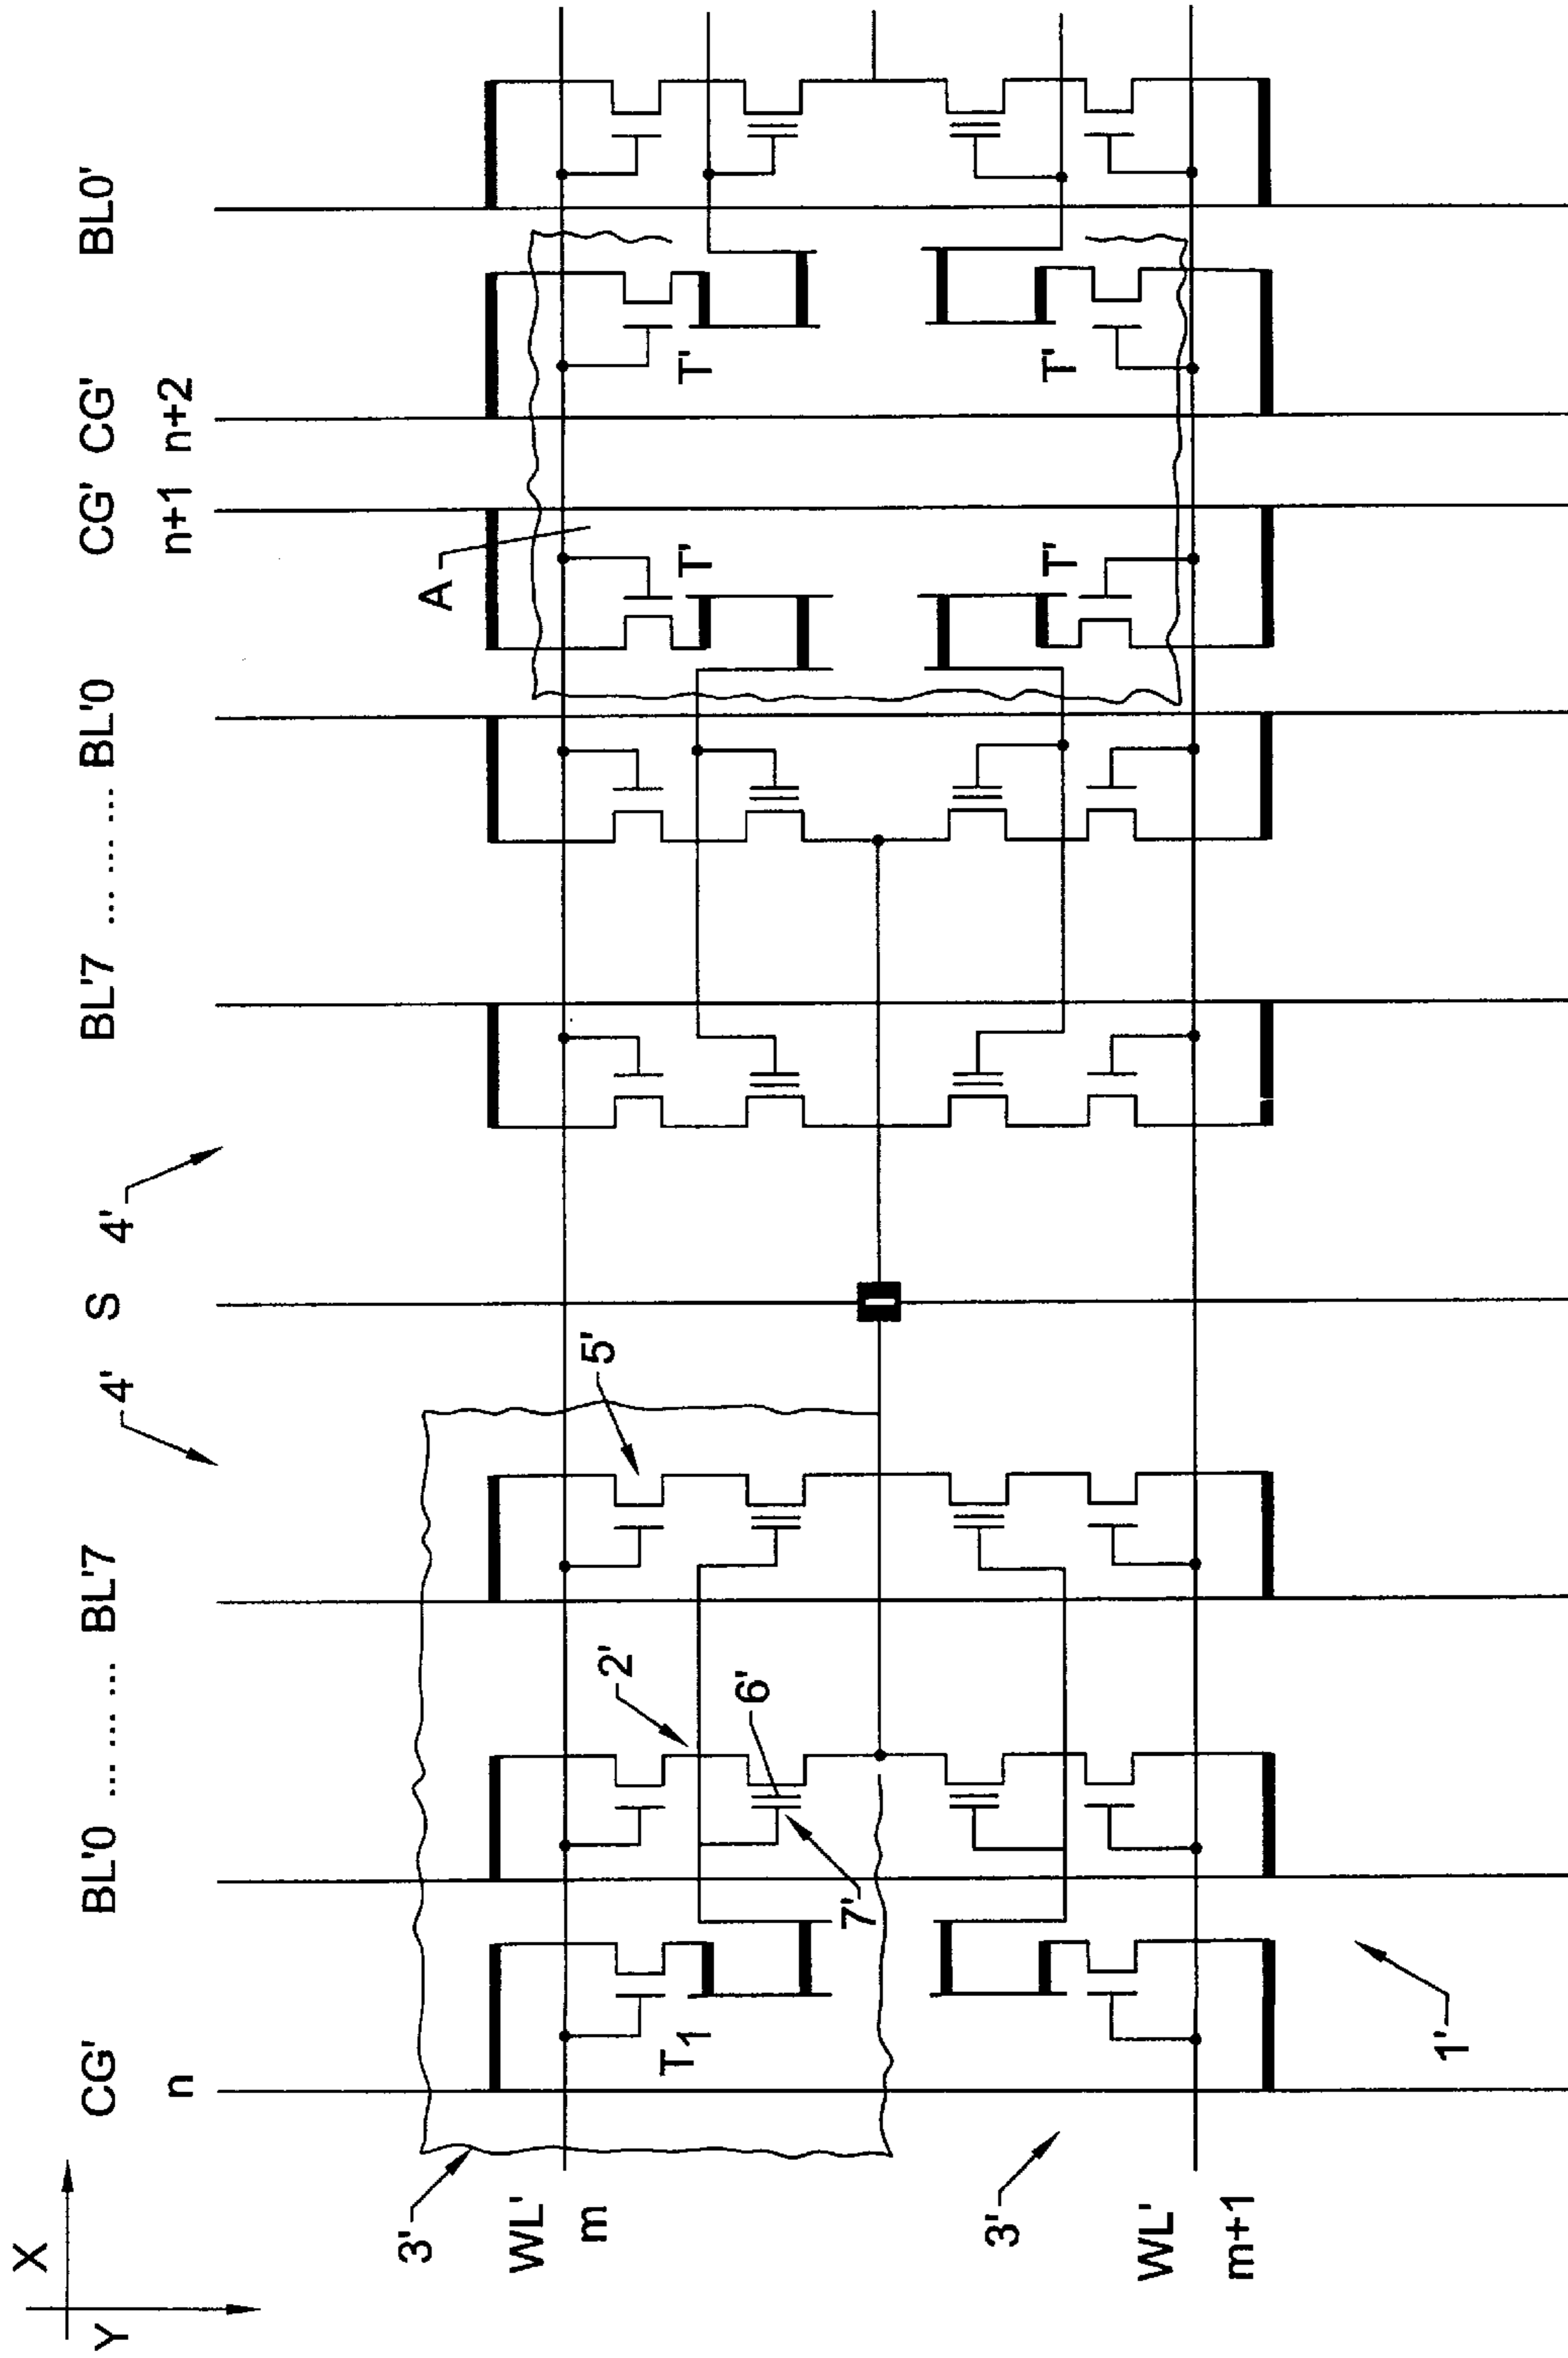 X
Y
CG' BL'0 ... ... ... BL'7 4' S 4' BL'7 ... ... ... BL'0 CG' CG' BL0'
n n+1 n+2
3'
A
WL'
m
5'
2'
T1 T' T'
6'
7'
3'
T' T'
WL'
m+1
1'